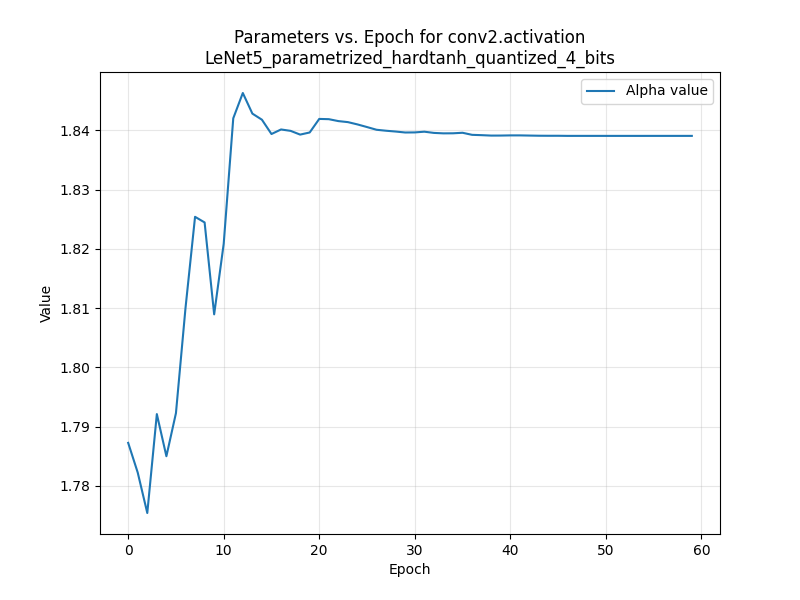 Parameters vs. Epoch for conv2.activation
LeNet5_parametrized_hardtanh_quantized_4_bits
Alpha value
1.84
1.83
1.82
1.81
1.80
1.79
1.78
Value
0 10 20 30 40 50 60
Epoch